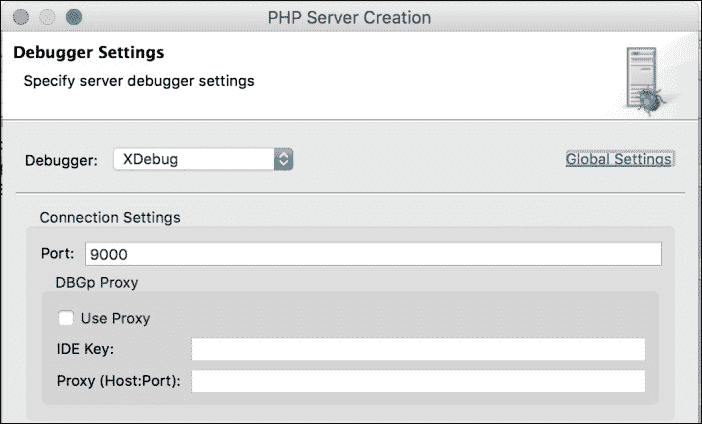 PHP Server Creation
Debugger Settings
Specify server debugger settings
Debugger: XDebug Global Settings
Connection Settings
Port: 9000
DBGp Proxy
Use Proxy
IDE Key:
Proxy (Host:Port):